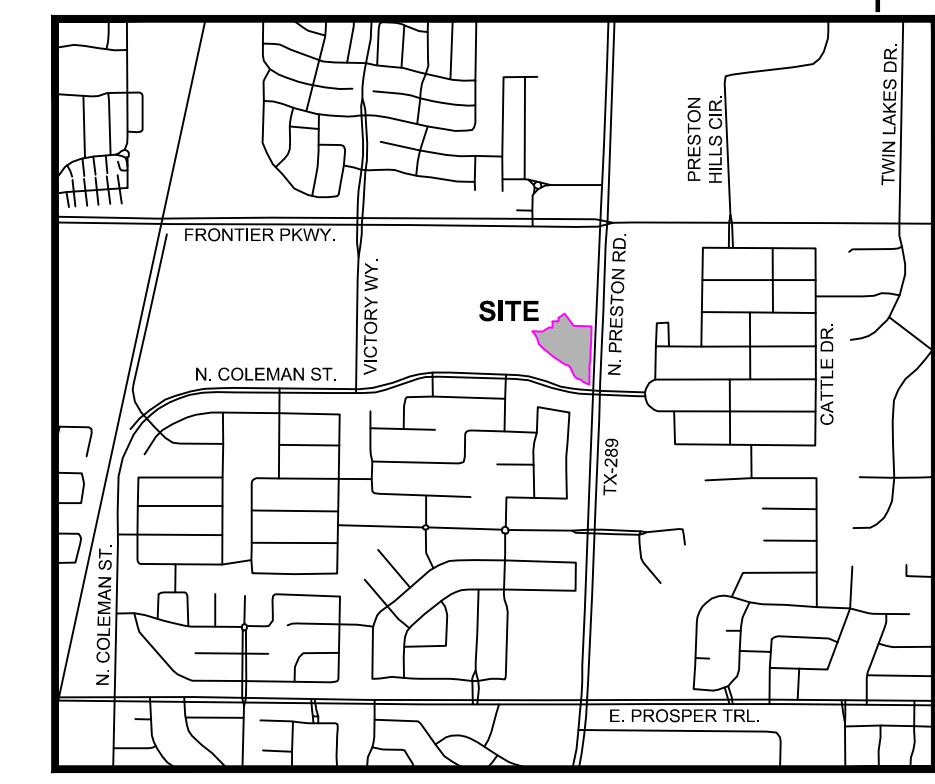 TWIN LAKES DR.
PRESTON
HILLS CIR.
FRONTIER PKWY.
N. PRESTON RD.
VICTORY WY.
SITE
N. COLEMAN ST.
CATTLE DR.
TX-289
N. COLEMAN ST.
E. PROSPER TRL.